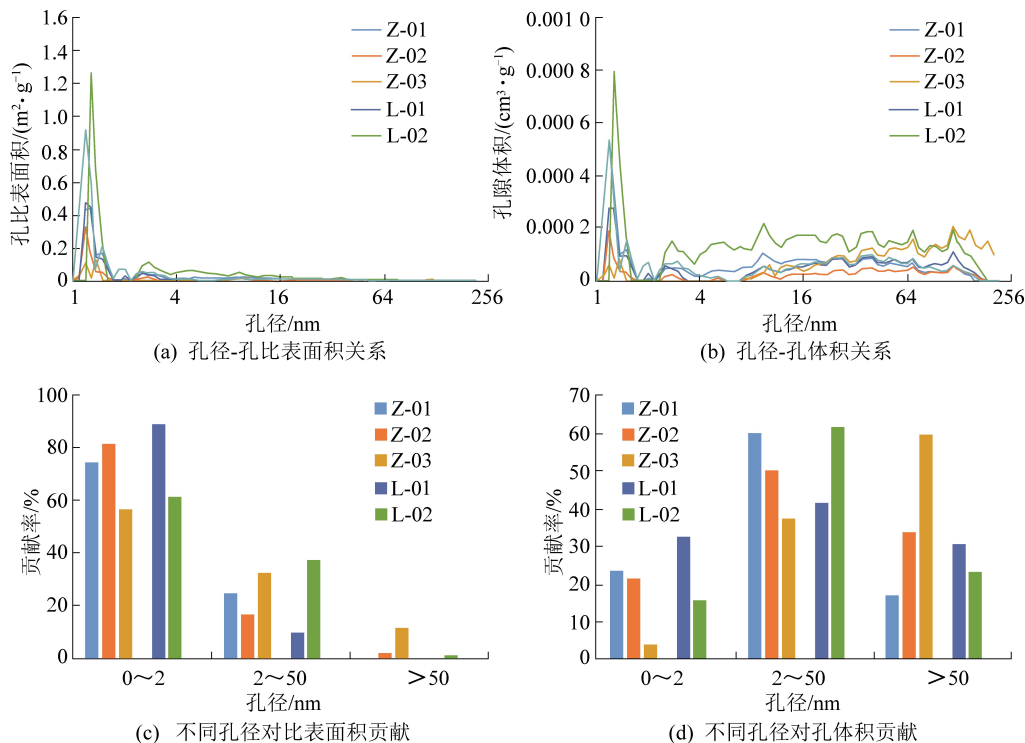 孔比表面积/(m²·g⁻¹)
1.6
1.4
1.2
1.0
0.8
0.6
0.4
0.2
0
1
4
16
64
256
Z-01
Z-02
Z-03
L-01
L-02
孔径/nm
(a) 孔径-孔比表面积关系
孔隙体积/(cm³·g⁻¹)
0.001 0
0.000 8
0.000 6
0.000 4
0.000 2
0
1
4
16
64
256
Z-01
Z-02
Z-03
L-01
L-02
孔径/nm
(b) 孔径-孔体积关系
贡献率/%
100
80
60
40
20
0
0~2
2~50
>50
Z-01
Z-02
Z-03
L-01
L-02
孔径/nm
(c) 不同孔径对比表面积贡献
贡献率/%
70
60
50
40
30
20
10
0
0~2
2~50
>50
Z-01
Z-02
Z-03
L-01
L-02
孔径/nm
(d) 不同孔径对孔体积贡献